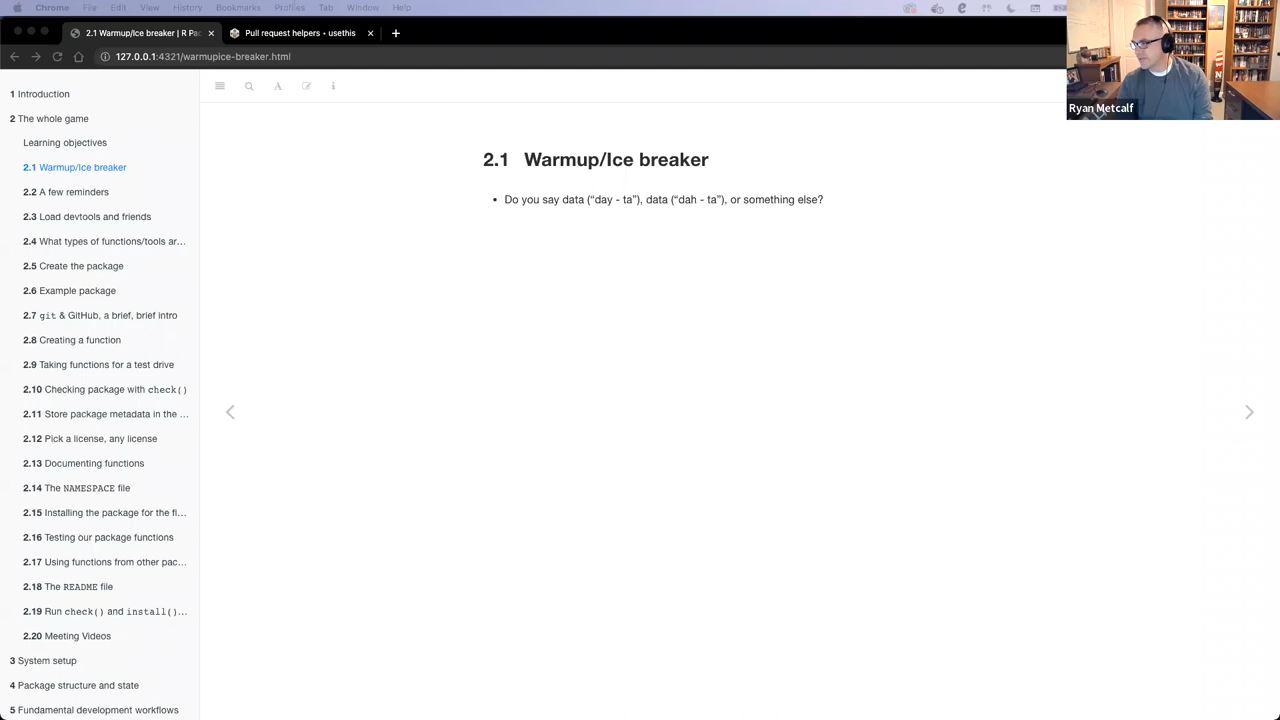 Chrome File Edit View History Bookmarks Profiles Tab Window Help
2.1 Warmup/Ice breaker | R Pac
Pull request helpers • usethis
127.0.0.1:4321/warmupice-breaker.html
Ryan Metcalf
1 Introduction
2 The whole game
Learning objectives
2.1 Warmup/Ice breaker
2.2 A few reminders
2.3 Load devtools and friends
2.4 What types of functions/tools ar…
2.5 Create the package
2.6 Example package
2.7 git & GitHub, a brief, brief intro
2.8 Creating a function
2.9 Taking functions for a test drive
2.10 Checking package with check()
2.11 Store package metadata in the …
2.12 Pick a license, any license
2.13 Documenting functions
2.14 The NAMESPACE file
2.15 Installing the package for the fi…
2.16 Testing our package functions
2.17 Using functions from other pac…
2.18 The README file
2.19 Run check() and install()…
2.20 Meeting Videos
3 System setup
4 Package structure and state
5 Fundamental development workflows
2.1 Warmup/Ice breaker
• Do you say data (“day - ta”), data (“dah - ta”), or something else?